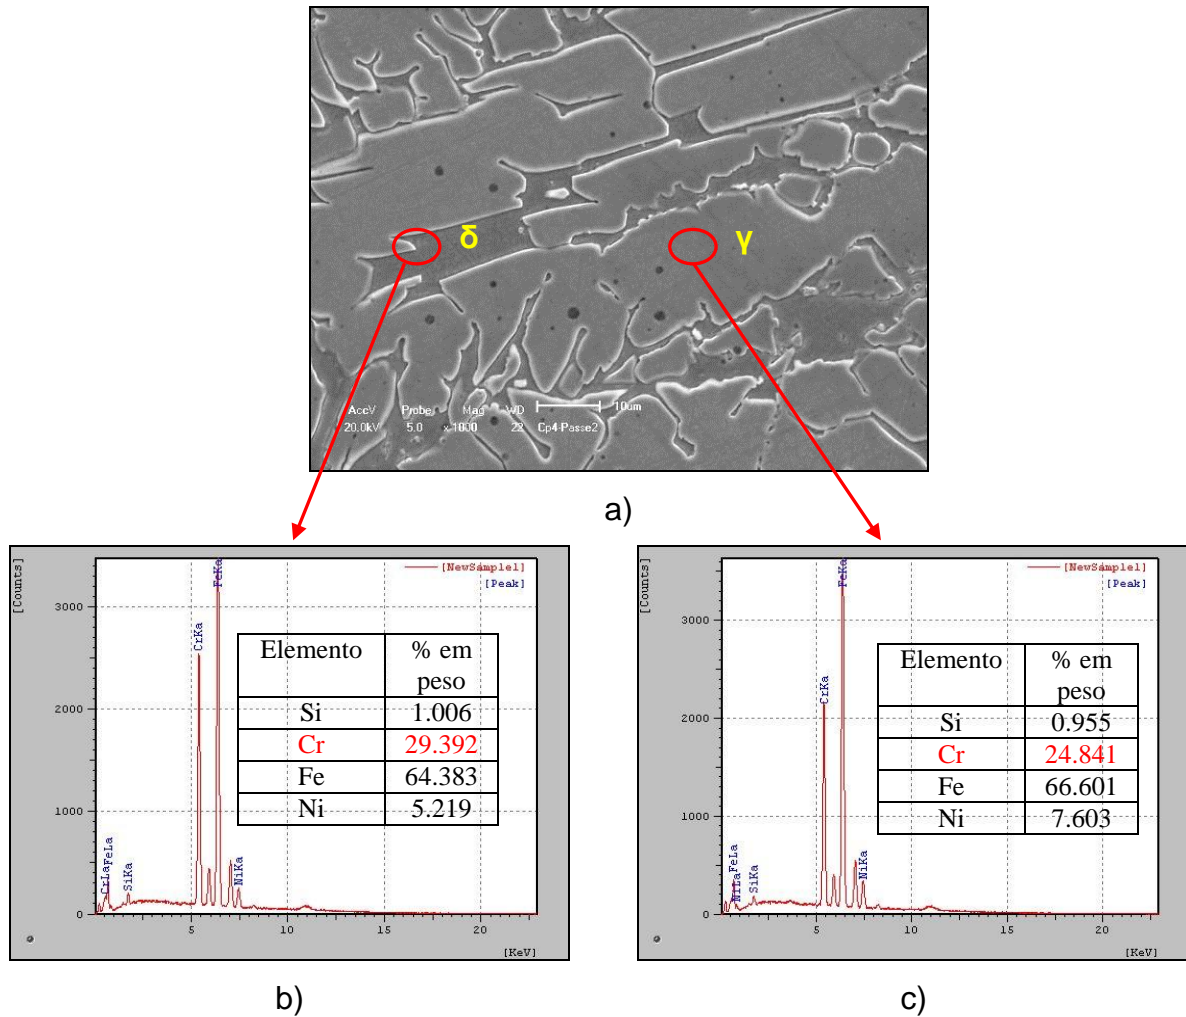 δ
γ
AccV Probe Mag WD 10um
20.0kV 5.0 x 1000 22 Cp4-Passe2
a)
[Counts]
[NewSample1]
[Peak]
FeKa
CrKa
CrLa
FeLa
SiKa
NiKa
3000
2000
1000
0
5 10 15 20
[KeV]
Elemento % em peso
Si 1.006
Cr 29.392
Fe 64.383
Ni 5.219
b)
[Counts]
[NewSample1]
[Peak]
FeKa
CrKa
FeLa
NiLa
SiKa
NiKa
3000
2000
1000
0
5 10 15 20
[KeV]
Elemento % em peso
Si 0.955
Cr 24.841
Fe 66.601
Ni 7.603
c)